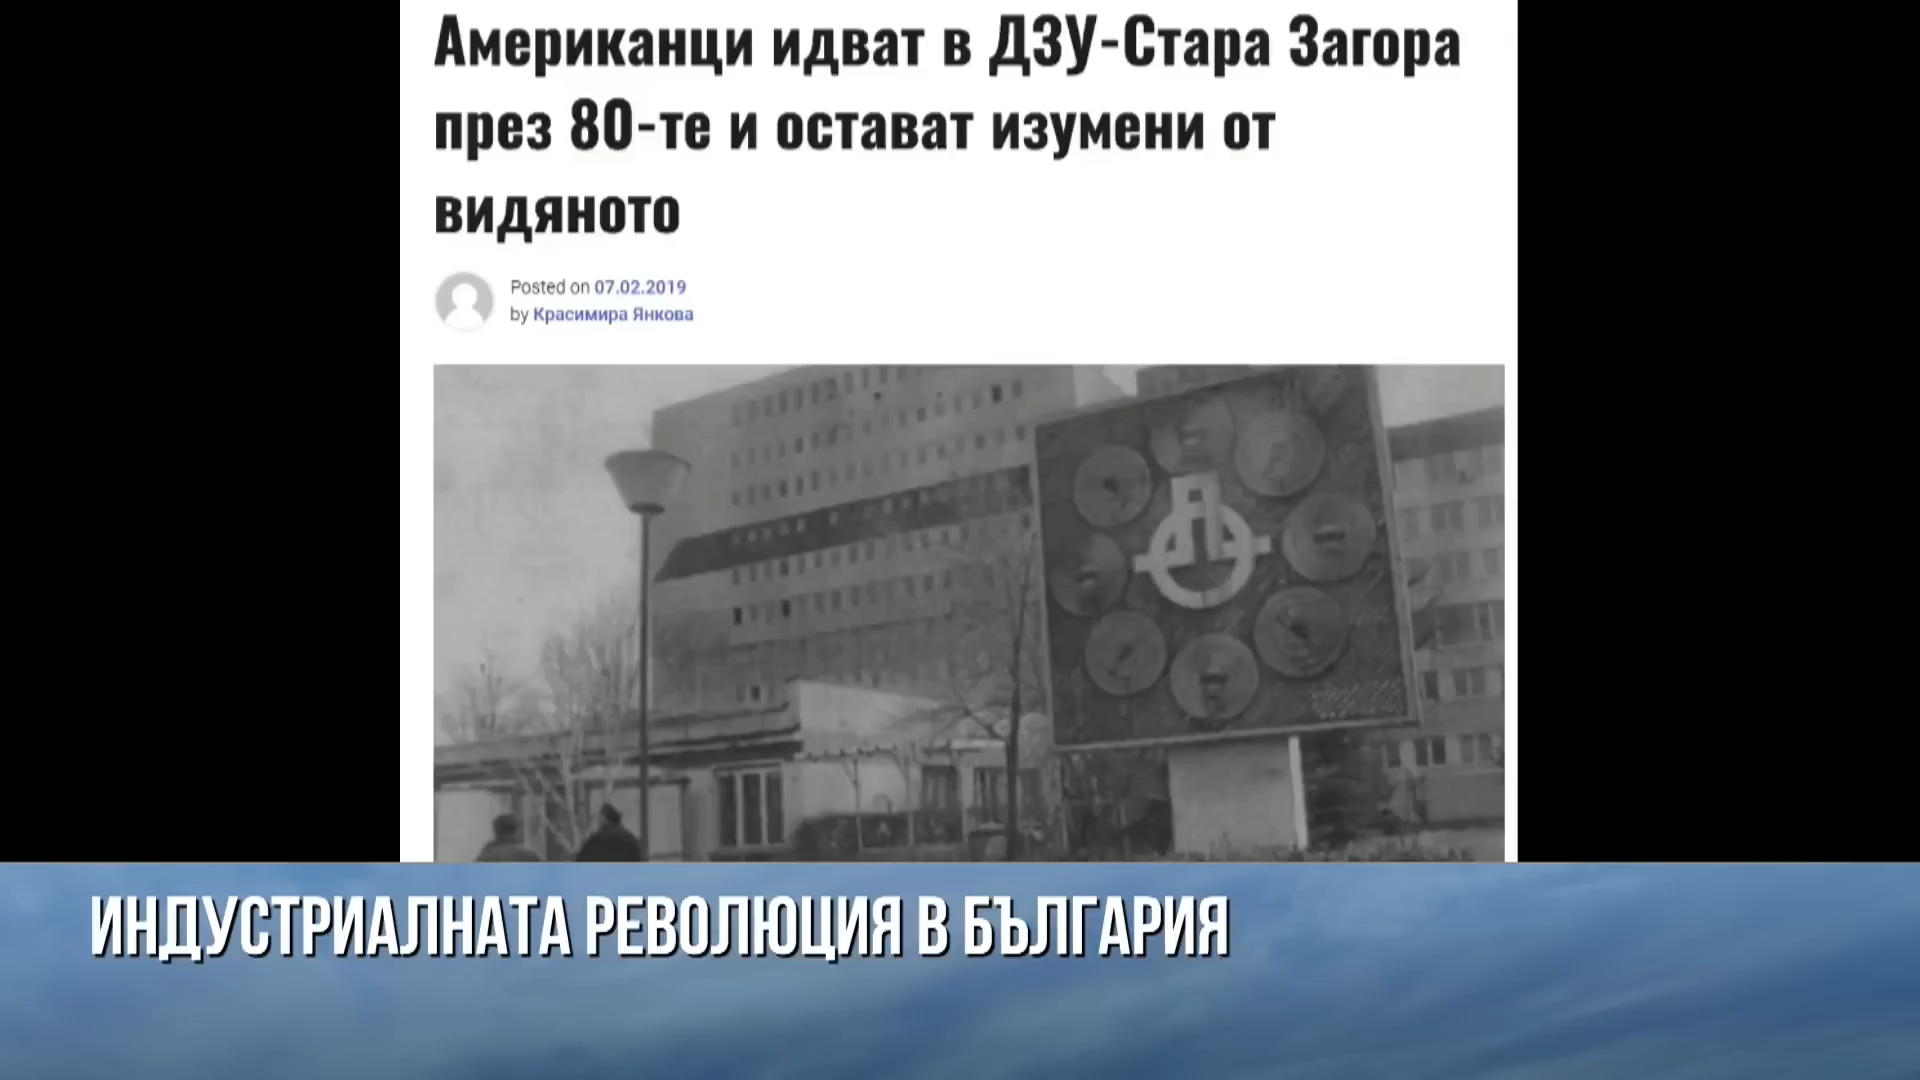 Американци идват в ДЗУ-Стара Загора
през 80-те и остават изумени от
видяното
Posted on 07.02.2019
by Красимира Янкова
ИНДУСТРИАЛНАТА РЕВОЛЮЦИЯ В БЪЛГАРИЯ